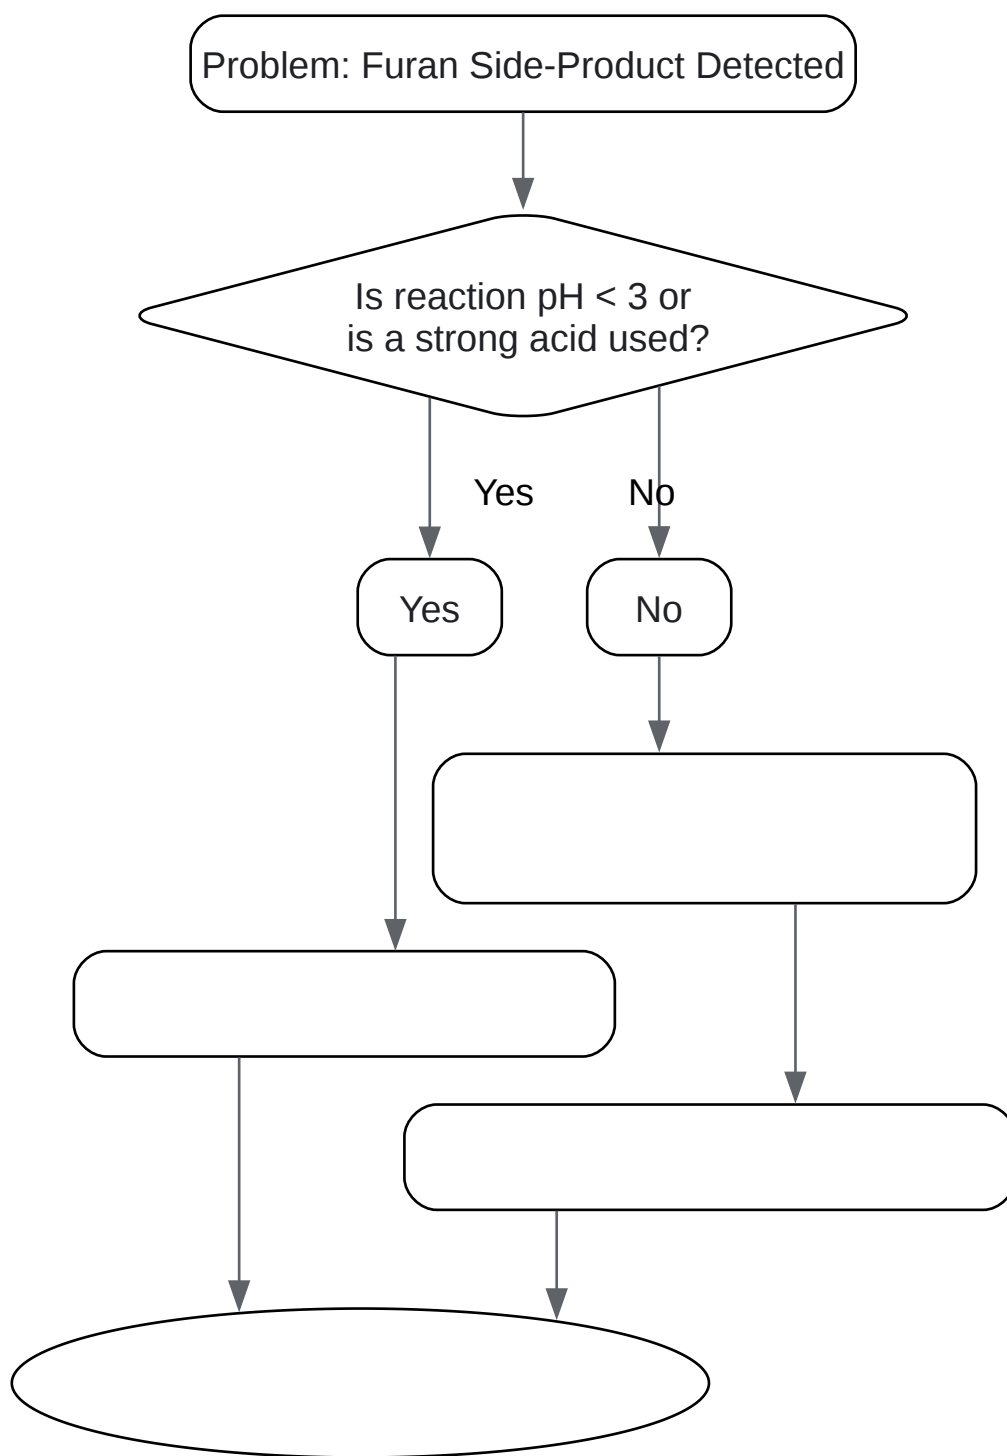 Problem: Furan Side-Product Detected
Is reaction pH < 3 or
is a strong acid used?
Yes
No
Yes
No